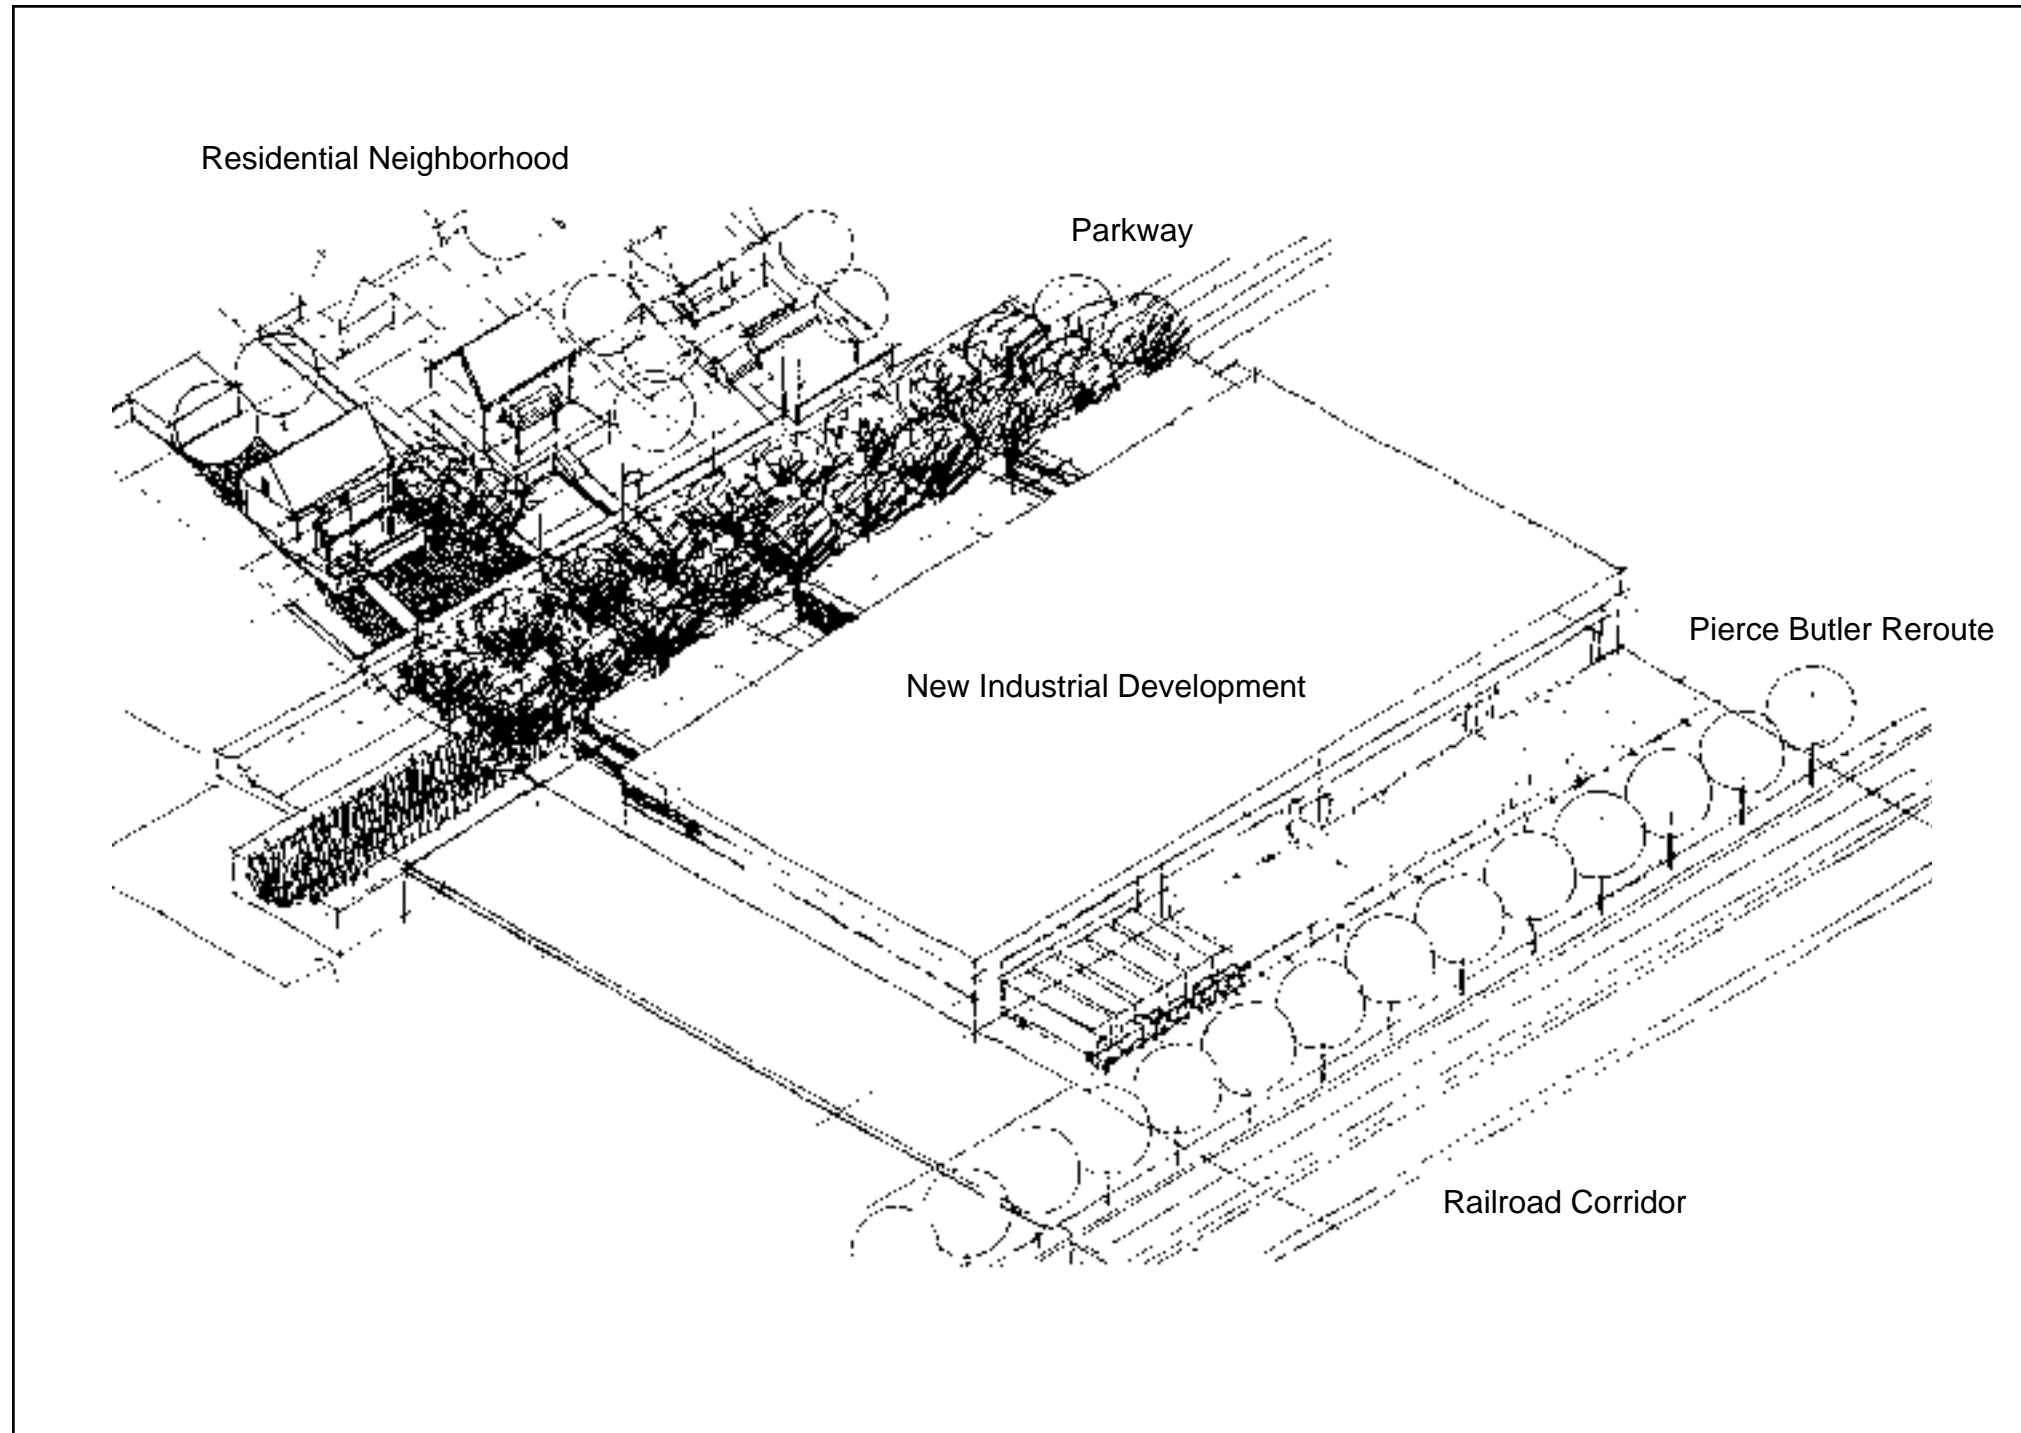 Residential Neighborhood
Parkway
Pierce Butler Reroute
New Industrial Development
Railroad Corridor